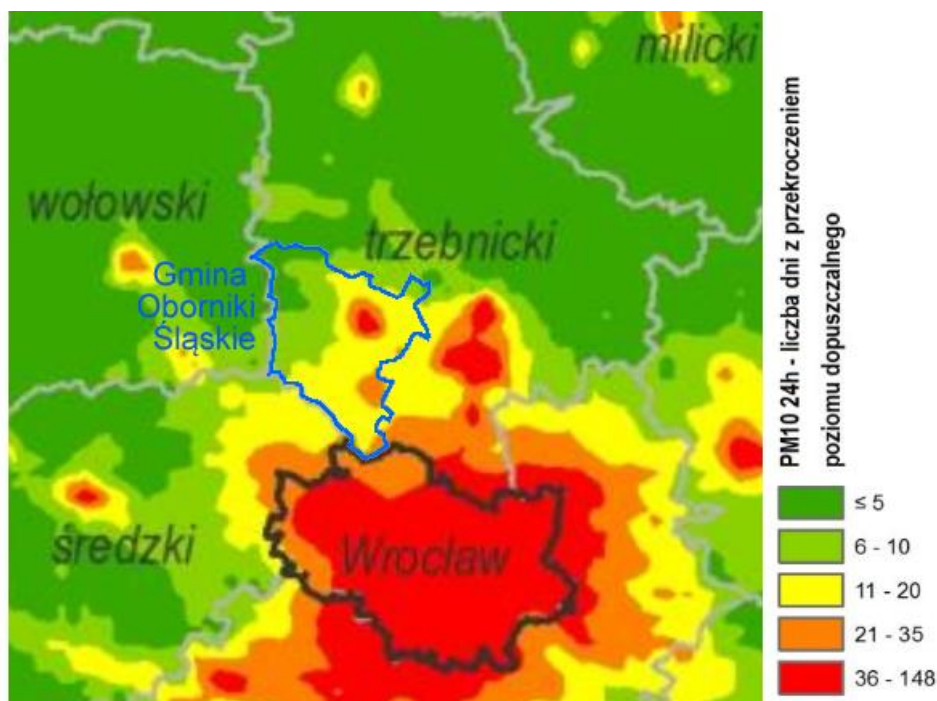 milicki
wołowski
trzebnicki
Gmina
Oborniki
Śląskie
średzki
Wrocław
PM10 24h - liczba dni z przekroczeniem
poziomu dopuszczalnego
≤ 5
6 - 10
11 - 20
21 - 35
36 - 148